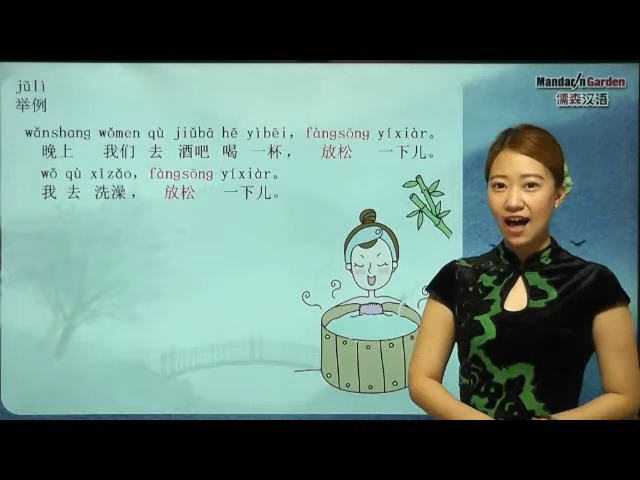 jǔlì
举例
wǎnshang wǒmen qù jiǔbā hē yìbēi, fàngsōng yíxiàr。
晚上 我们 去 酒吧 喝 一杯， 放松 一下儿。
wǒ qù xǐzǎo, fàngsōng yíxiàr。
我 去 洗澡， 放松 一下儿。
Mandarin Garden
儒森汉语